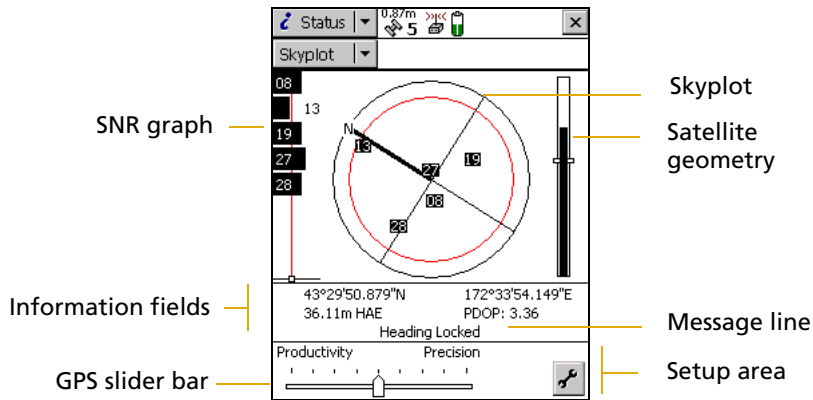 Status
0.87m
5
Skyplot
08
13
19
27
28
N
13
27
19
08
28
SNR graph
Skyplot
Satellite
geometry
43°29'50.879"N 172°33'54.149"E
36.11m HAE PDOP: 3.36
Heading Locked
Information fields
Message line
Productivity Precision
GPS slider bar
Setup area